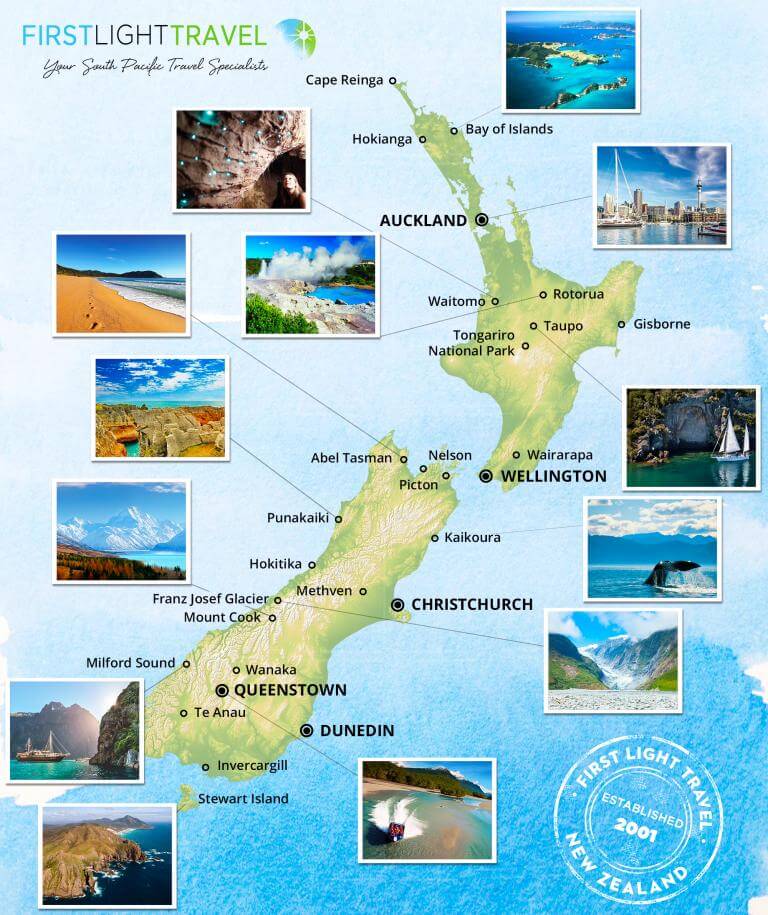 FIRSTLIGHTTRAVEL
Your South Pacific Travel Specialists
Cape Reinga
Bay of Islands
Hokianga
AUCKLAND
Waitomo
Rotorua
Gisborne
Taupo
Tongariro
National Park
Abel Tasman
Nelson
Wairarapa
Picton
WELLINGTON
Punakaiki
Kaikoura
Hokitika
Methven
Franz Josef Glacier
CHRISTCHURCH
Mount Cook
Milford Sound
Wanaka
QUEENSTOWN
Te Anau
DUNEDIN
Invercargill
Stewart Island
FIRST LIGHT TRAVEL
ESTABLISHED
2001
NEW ZEALAND